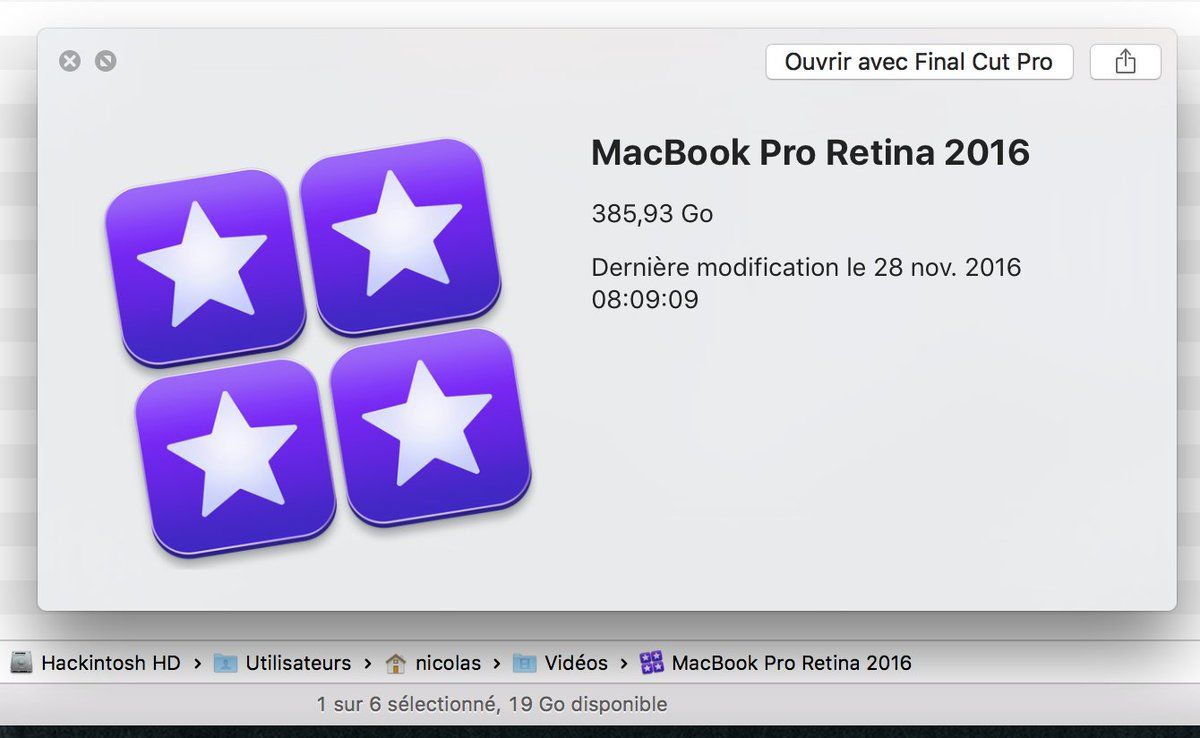 Ouvrir avec Final Cut Pro
MacBook Pro Retina 2016
385,93 Go
Dernière modification le 28 nov. 2016
08:09:09
Hackintosh HD › Utilisateurs › nicolas › Vidéos › MacBook Pro Retina 2016
1 sur 6 sélectionné, 19 Go disponible